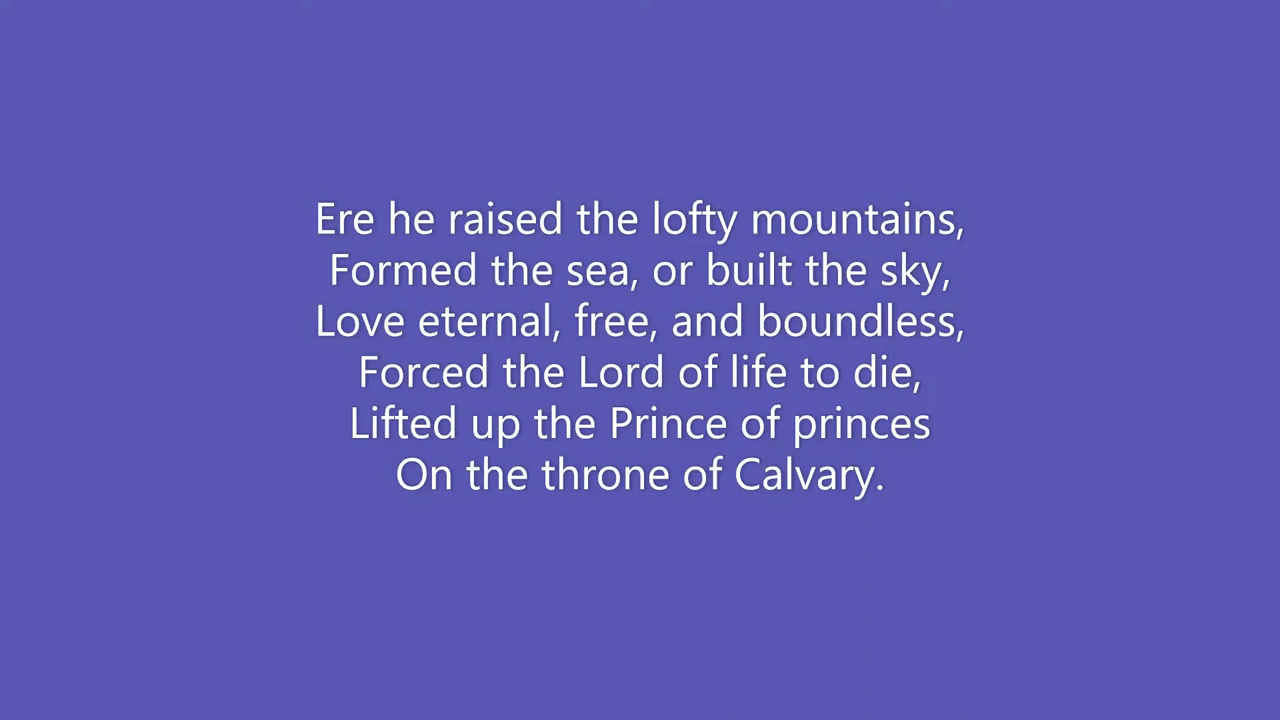 Ere he raised the lofty mountains,
Formed the sea, or built the sky,
Love eternal, free, and boundless,
Forced the Lord of life to die,
Lifted up the Prince of princes
On the throne of Calvary.